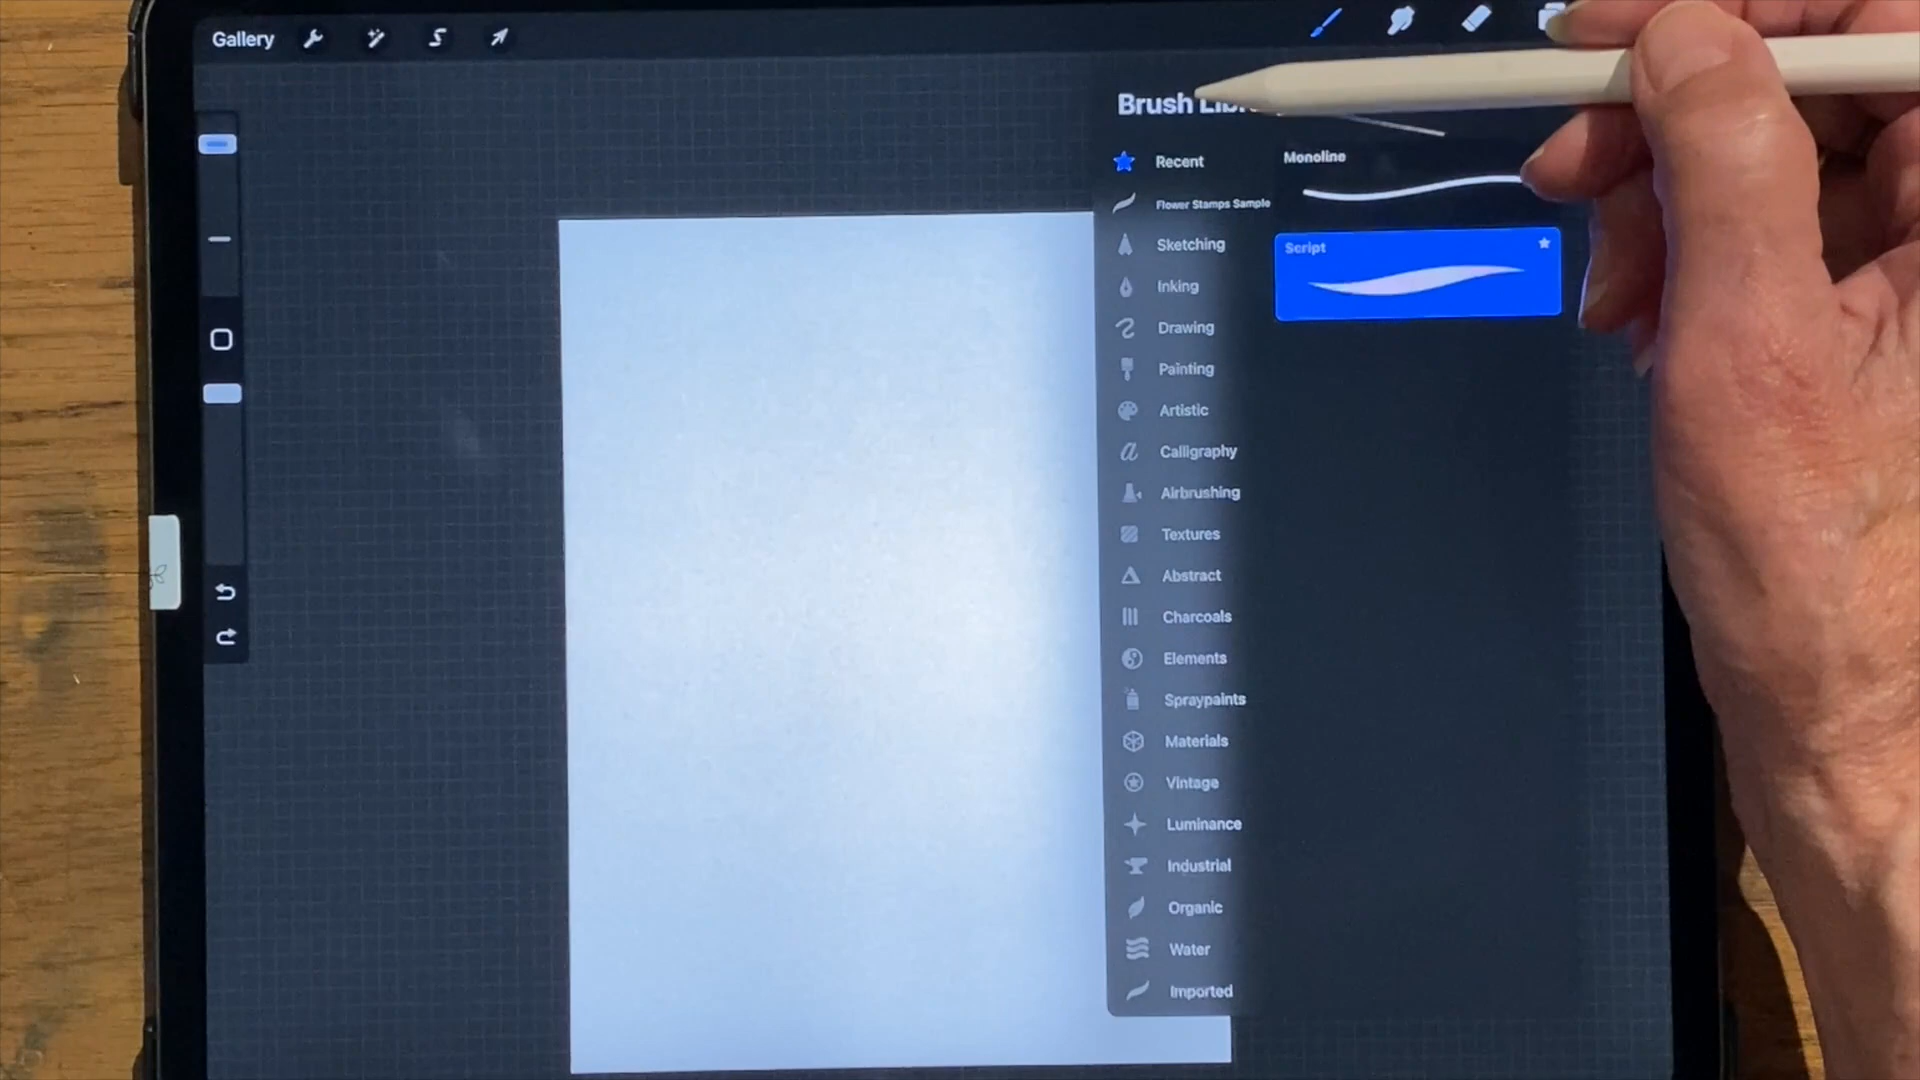 Gallery
Brush
Recent
Monoline
Flower Stamps Sample
Sketching
Script
Inking
Drawing
Painting
Artistic
Calligraphy
Airbrushing
Textures
Abstract
Charcoals
Elements
Spraypaints
Materials
Vintage
Luminance
Industrial
Organic
Water
Imported